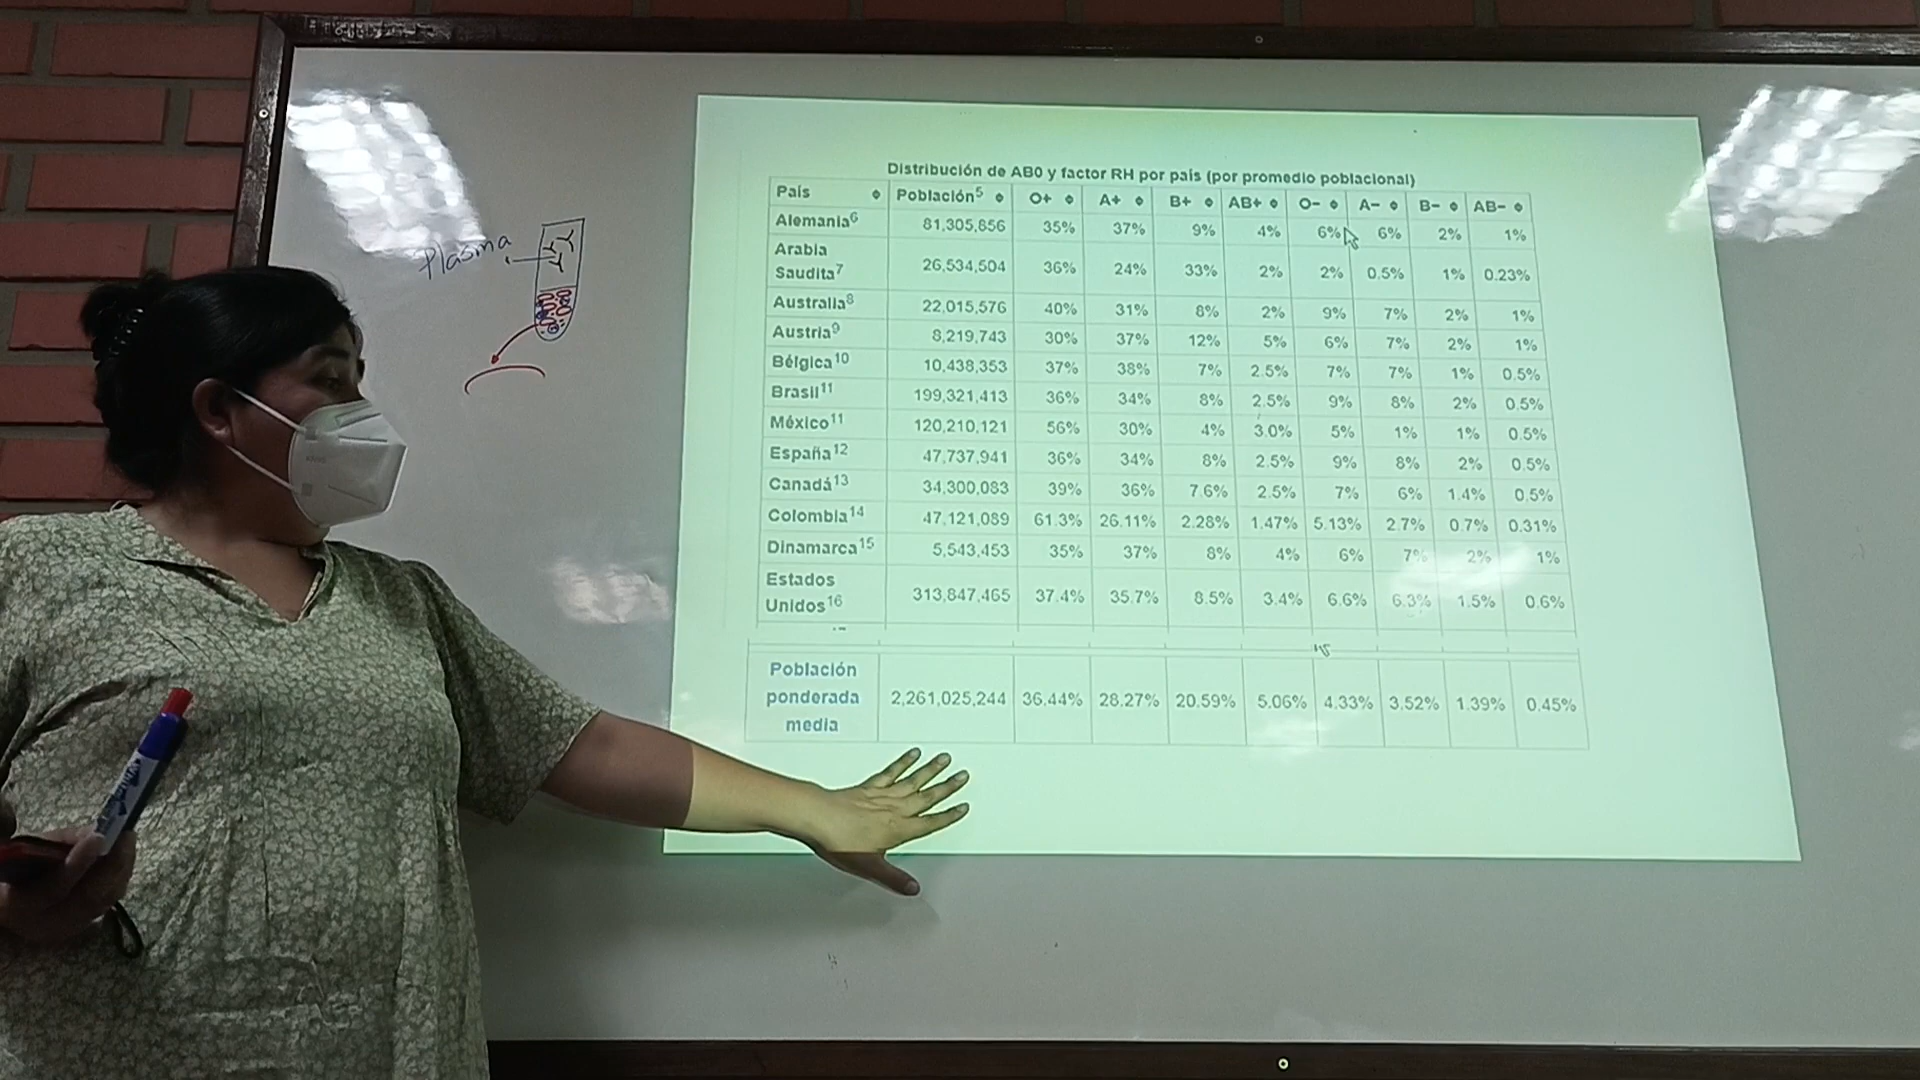 Plasma
Distribución de AB0 y factor RH por país (por promedio poblacional)
País Población5 O+ A+ B+ AB+ O− A− B− AB−
Alemania6 81,305,856 35% 37% 9% 4% 6% 6% 2% 1%
Arabia
Saudita7 26,534,504 36% 24% 33% 2% 2% 0.5% 1% 0.23%
Australia8 22,015,576 40% 31% 8% 2% 9% 7% 2% 1%
Austria9 8,219,743 30% 37% 12% 5% 6% 7% 2% 1%
Bélgica10 10,438,353 37% 38% 7% 2.5% 7% 7% 1% 0.5%
Brasil11 199,321,413 36% 34% 8% 2.5% 9% 8% 2% 0.5%
México11 120,210,121 56% 30% 4% 3.0% 5% 1% 1% 0.5%
España12 47,737,941 36% 34% 8% 2.5% 9% 8% 2% 0.5%
Canadá13 34,300,083 39% 36% 7.6% 2.5% 7% 6% 1.4% 0.5%
Colombia14 47,121,089 61.3% 26.11% 2.28% 1.47% 5.13% 2.7% 0.7% 0.31%
Dinamarca15 5,543,453 35% 37% 8% 4% 6% 7% 2% 1%
Estados
Unidos16 313,847,465 37.4% 35.7% 8.5% 3.4% 6.6% 6.3% 1.5% 0.6%
Población
ponderada
media 2,261,025,244 36.44% 28.27% 20.59% 5.06% 4.33% 3.52% 1.39% 0.45%